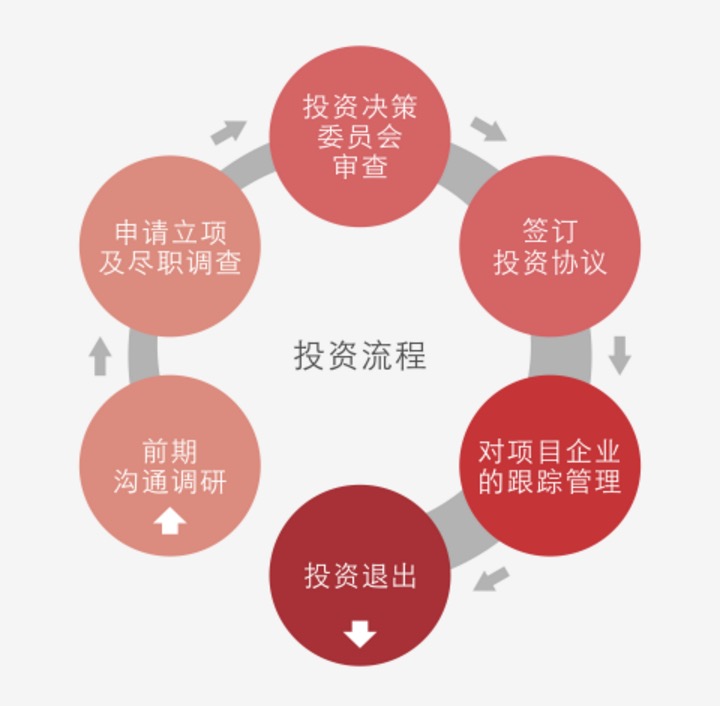 投资决策
委员会
审查
签订
投资协议
对项目企业
的跟踪管理
投资退出
前期
沟通调研
申请立项
及尽职调查
投资流程